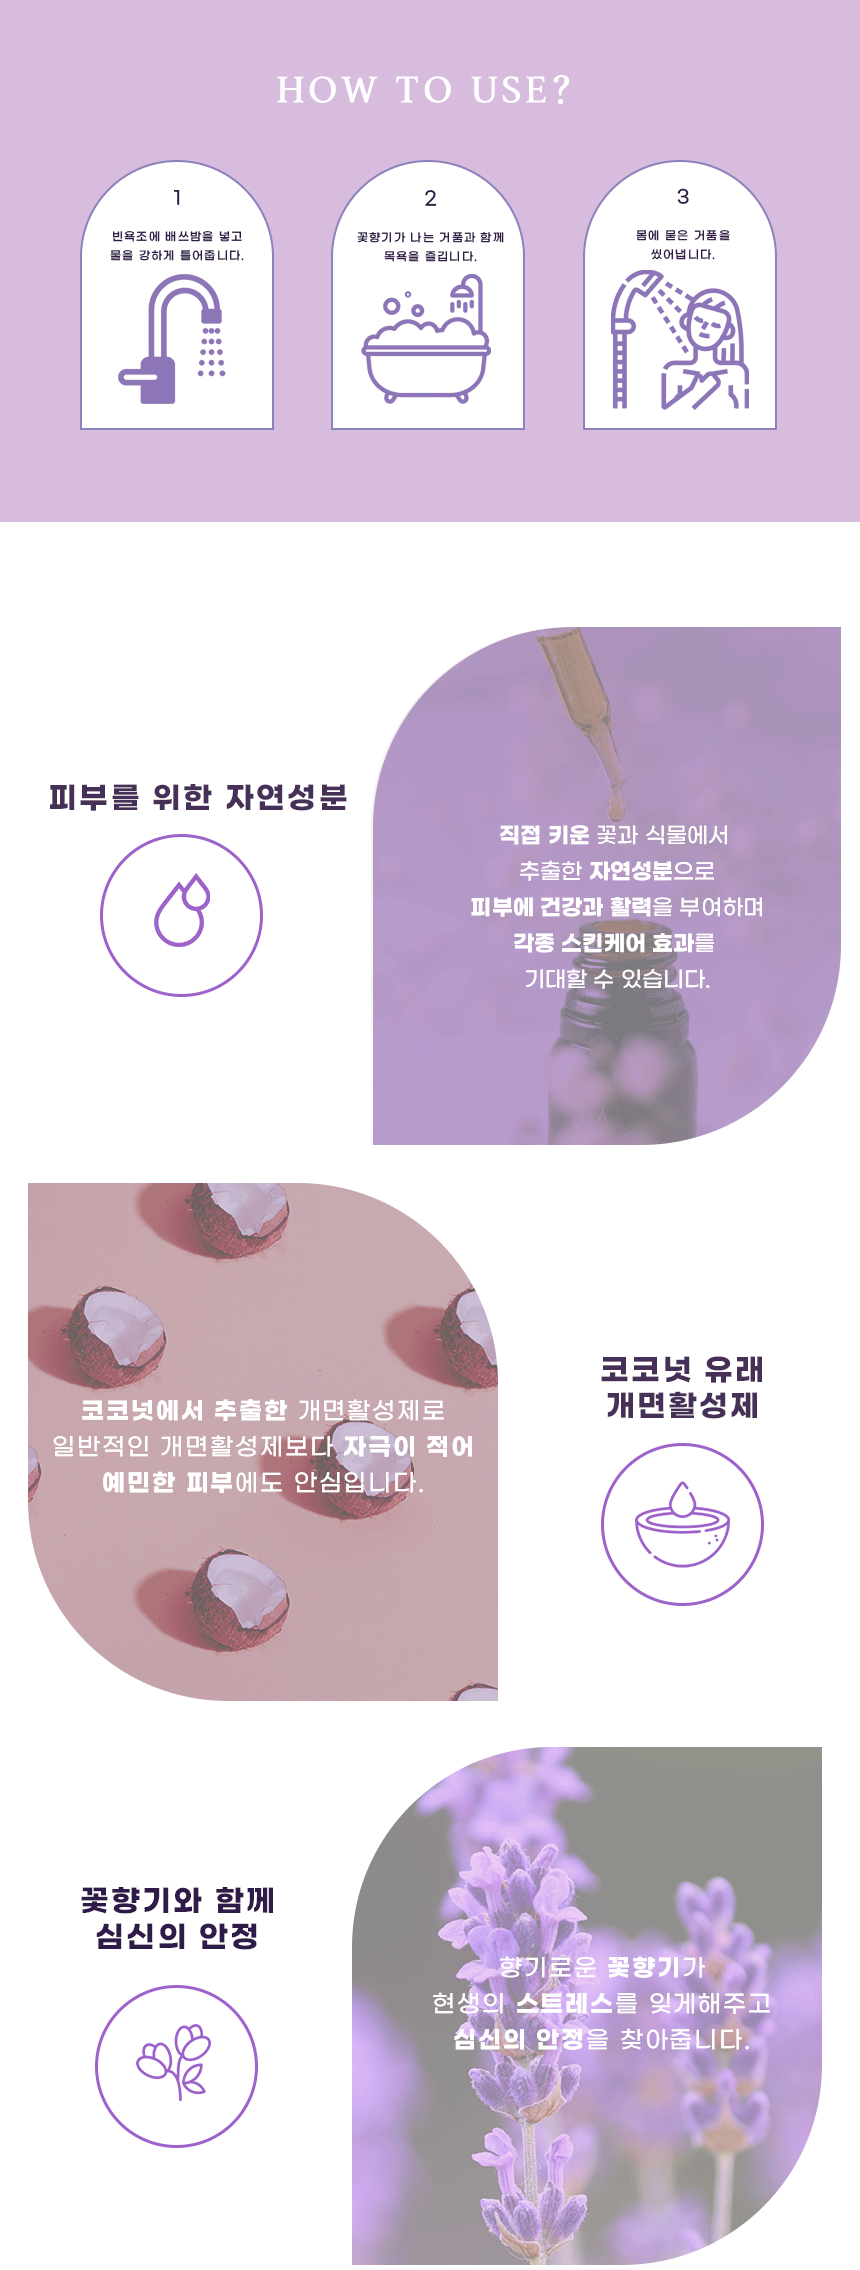 HOW TO USE?
1
빈욕조에 배쓰밤을 넣고
물을 강하게 틀어줍니다.
2
꽃향기가 나는 거품과 함께
목욕을 즐깁니다.
3
몸에 묻은 거품을
씼어냅니다.
피부를 위한 자연성분
직접 키운 꽃과 식물에서
추출한 자연성분으로
피부에 건강과 활력을 부여하며
각종 스킨케어 효과를
기대할 수 있습니다.
코코넛에서 추출한 개면활성제로
일반적인 개면활성제보다 자극이 적어
예민한 피부에도 안심입니다.
코코넛 유래
개면활성제
꽃향기와 함께
심신의 안정
향기로운 꽃향기가
현생의 스트레스를 잊게해주고
심신의 안정을 찾아줍니다.